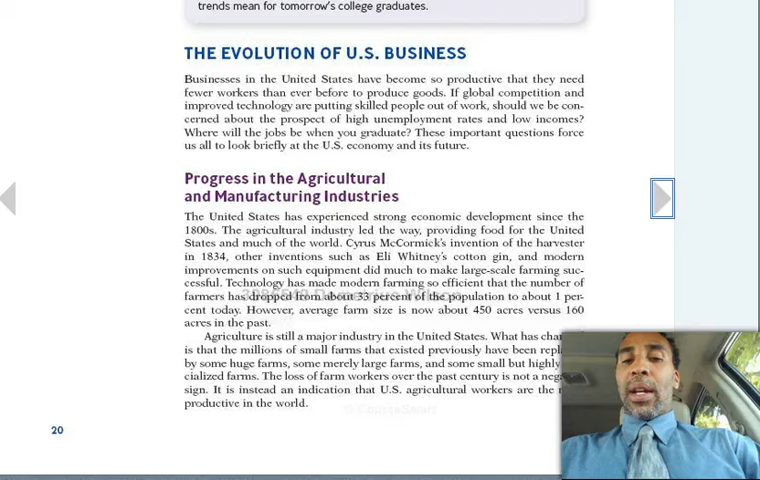 trends mean for tomorrow's college graduates.
THE EVOLUTION OF U.S. BUSINESS
Businesses in the United States have become so productive that they need
fewer workers than ever before to produce goods. If global competition and
improved technology are putting skilled people out of work, should we be con-
cerned about the prospect of high unemployment rates and low incomes?
Where will the jobs be when you graduate? These important questions force
us all to look briefly at the U.S. economy and its future.
Progress in the Agricultural
and Manufacturing Industries
The United States has experienced strong economic development since the
1800s. The agricultural industry led the way, providing food for the United
States and much of the world. Cyrus McCormick's invention of the harvester
in 1834, other inventions such as Eli Whitney's cotton gin, and modern
improvements on such equipment did much to make large-scale farming suc-
cessful. Technology has made modern farming so efficient that the number of
farmers has dropped from about 33 percent of the population to about 1 per-
cent today. However, average farm size is now about 450 acres versus 160
acres in the past.
Agriculture is still a major industry in the United States. What has
is that the millions of small farms that existed previously have been
by some huge farms, some merely large farms, and some small but highly
cialized farms. The loss of farm workers over the past century is not a
sign. It is instead an indication that U.S. agricultural workers are the
productive in the world.
© CourseSmart
20